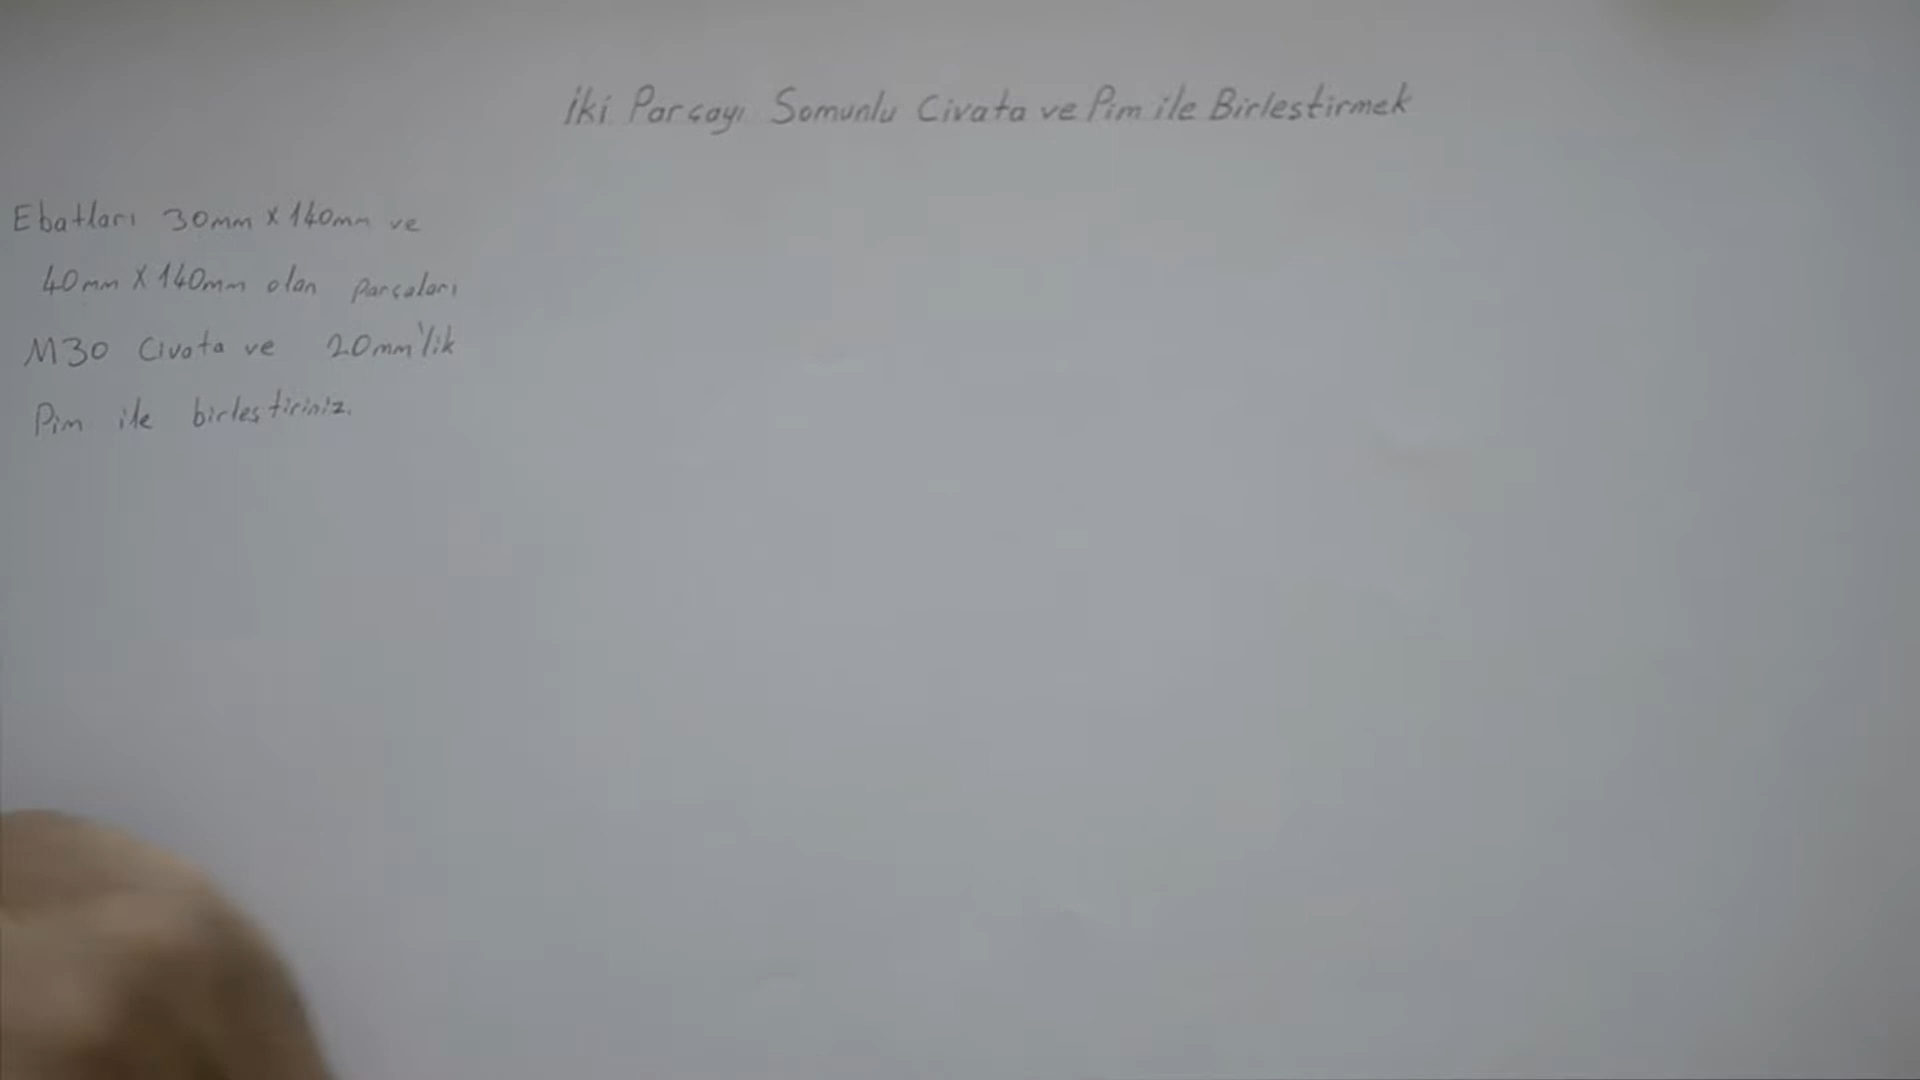 İki Parçayı Somunlu Civata ve Pim ile Birleştirmek
Ebatları 30mm x 140mm ve
40mm x 140mm olan parçaları
M30 Civata ve 20mm'lik
Pim ile birleştiriniz.